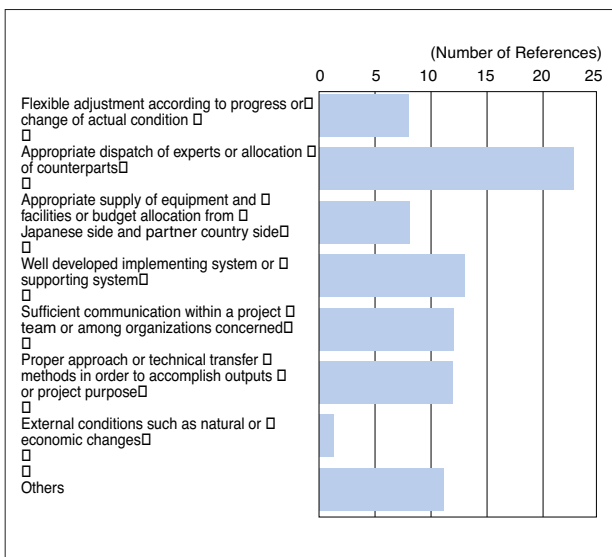 (Number of References)
0 5 10 15 20 25
Flexible adjustment according to progress or□
change of actual condition □
□
Appropriate dispatch of experts or allocation □
of counterparts□
□
Appropriate supply of equipment and □
facilities or budget allocation from □
Japanese side and partner country side□
□
Well developed implementing system or □
supporting system□
□
Sufficient communication within a project □
team or among organizations concerned□
□
Proper approach or technical transfer □
methods in order to accomplish outputs □
or project purpose□
□
External conditions such as natural or □
economic changes□
□
□
Others